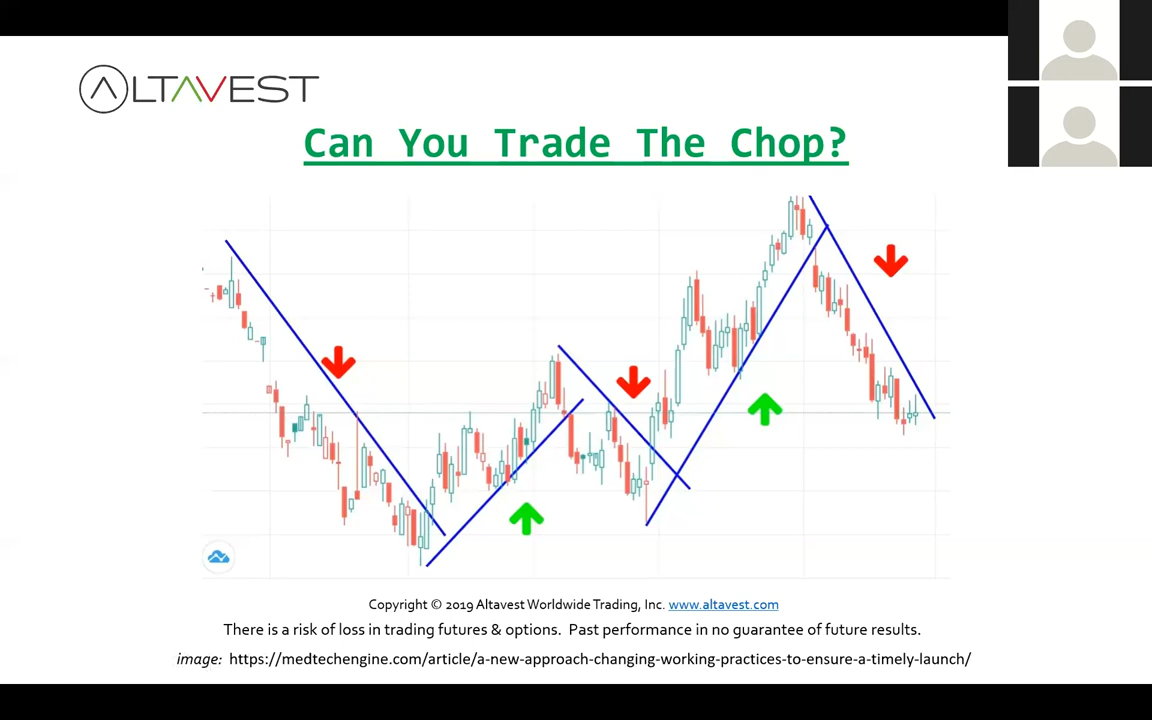 ALTAVEST
Can You Trade The Chop?
Copyright © 2019 Altavest Worldwide Trading, Inc. www.altavest.com
There is a risk of loss in trading futures & options.  Past performance in no guarantee of future results.
image:  https://medtechengine.com/article/a-new-approach-changing-working-practices-to-ensure-a-timely-launch/